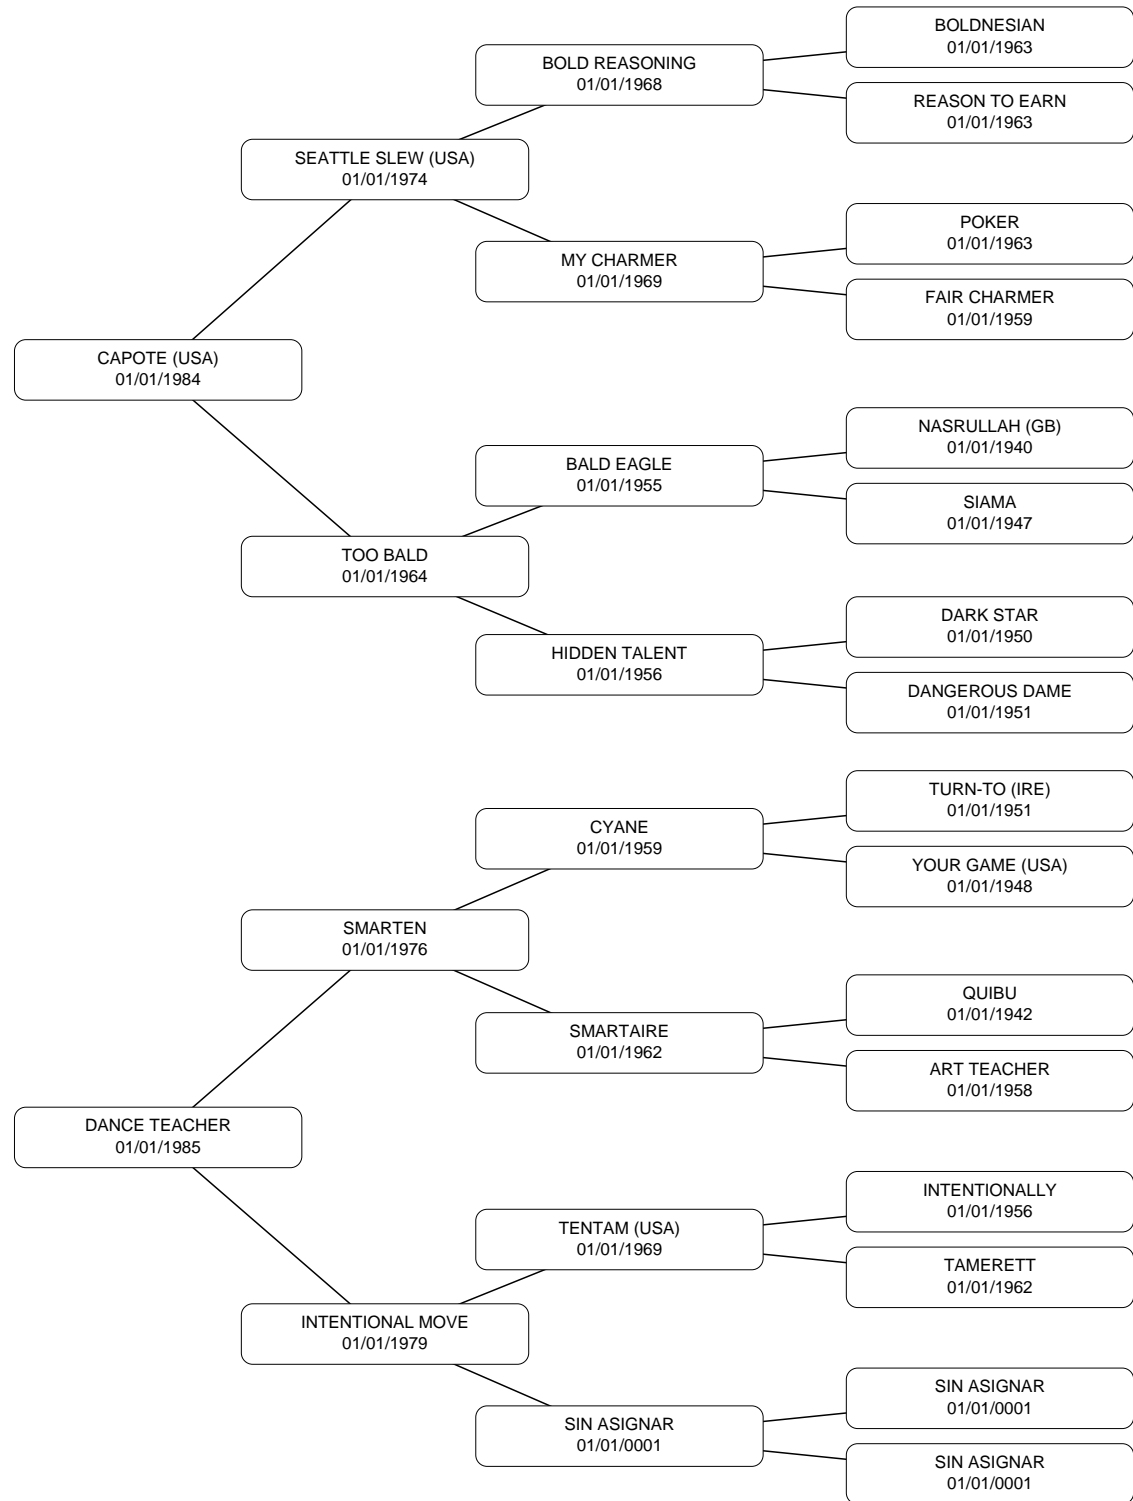 BOLDNESIAN
01/01/1963
BOLD REASONING
01/01/1968
REASON TO EARN
01/01/1963
SEATTLE SLEW (USA)
01/01/1974
POKER
01/01/1963
MY CHARMER
01/01/1969
FAIR CHARMER
01/01/1959
CAPOTE (USA)
01/01/1984
NASRULLAH (GB)
01/01/1940
BALD EAGLE
01/01/1955
SIAMA
01/01/1947
TOO BALD
01/01/1964
DARK STAR
01/01/1950
HIDDEN TALENT
01/01/1956
DANGEROUS DAME
01/01/1951
TURN-TO (IRE)
01/01/1951
CYANE
01/01/1959
YOUR GAME (USA)
01/01/1948
SMARTEN
01/01/1976
QUIBU
01/01/1942
SMARTAIRE
01/01/1962
ART TEACHER
01/01/1958
DANCE TEACHER
01/01/1985
INTENTIONALLY
01/01/1956
TENTAM (USA)
01/01/1969
TAMERETT
01/01/1962
INTENTIONAL MOVE
01/01/1979
SIN ASIGNAR
01/01/0001
SIN ASIGNAR
01/01/0001
SIN ASIGNAR
01/01/0001